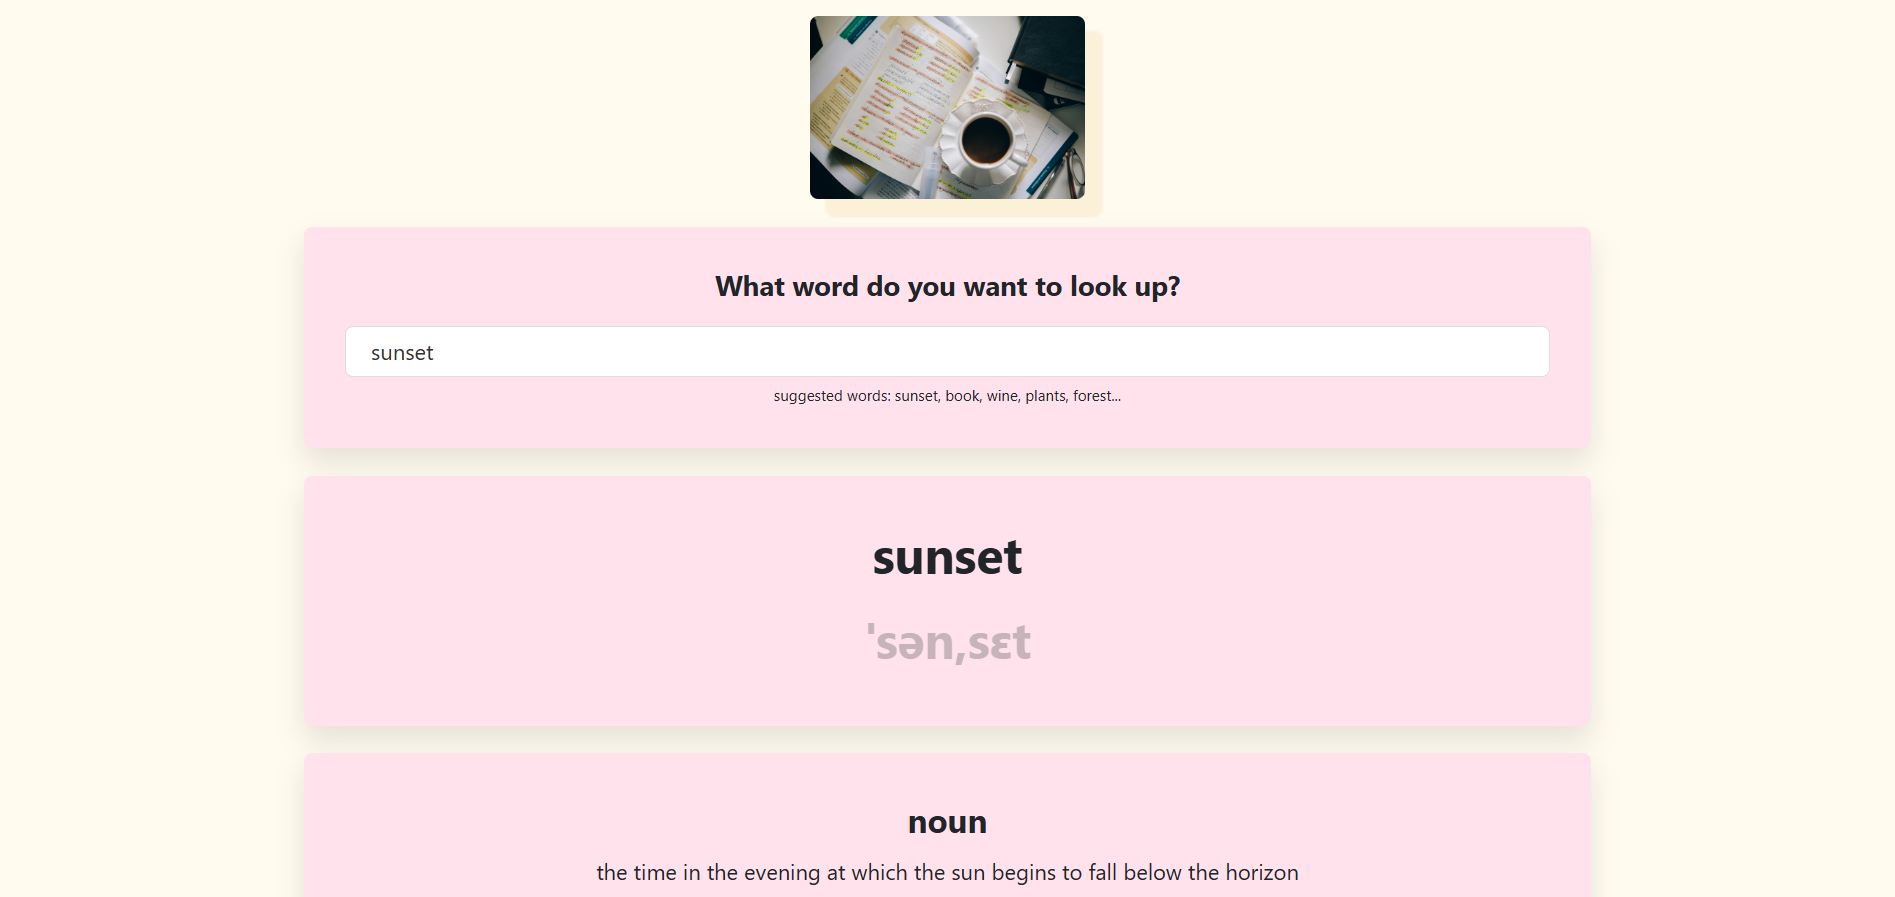 What word do you want to look up?
sunset
suggested words: sunset, book, wine, plants, forest...
sunset
ˈsənˌsɛt
noun
the time in the evening at which the sun begins to fall below the horizon